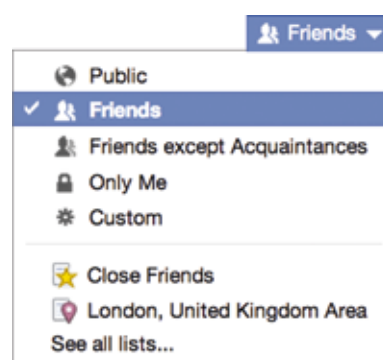 Friends
Public
Friends
Friends except Acquaintances
Only Me
Custom
Close Friends
London, United Kingdom Area
See all lists...